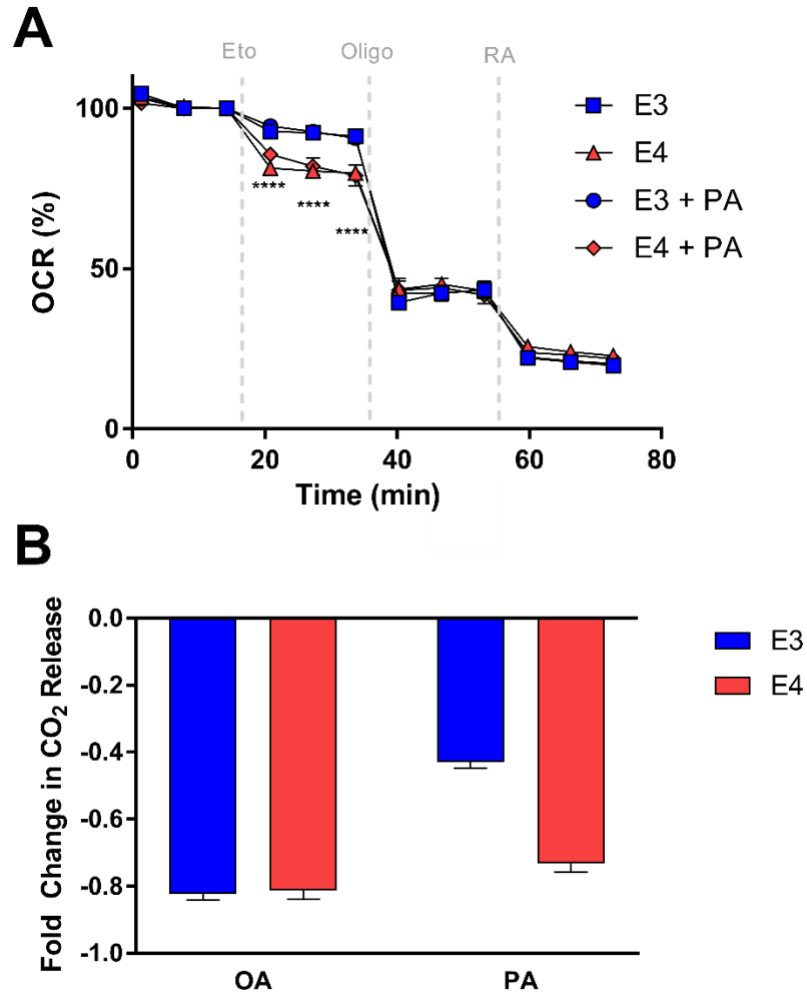 A
Eto Oligo RA
100
50
0
OCR (%)
****
****
****
E3
E4
E3 + PA
E4 + PA
0 20 40 60 80
Time (min)
B
0.0
-0.2
-0.4
-0.6
-0.8
-1.0
Fold Change in CO₂ Release
E3
E4
OA PA